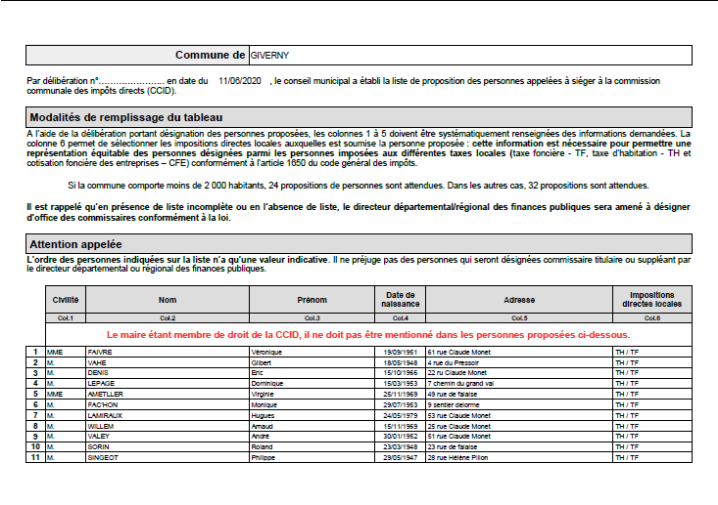 Commune de GIVERNY
Par délibération n°........................ en date du 11/06/2020 , le conseil municipal a établi la liste de proposition des personnes appelées à siéger à la commission
communale des impôts directs (CCID).
Modalités de remplissage du tableau
A l'aide de la délibération portant désignation des personnes proposées, les colonnes 1 à 5 doivent être systématiquement renseignées des informations demandées. La
colonne 6 permet de sélectionner les impositions directes locales auxquelles est soumise la personne proposée : cette information est nécessaire pour permettre une
représentation équitable des personnes désignées parmi les personnes imposées aux différentes taxes locales (taxe foncière - TF, taxe d'habitation - TH et
cotisation foncière des entreprises – CFE) conformément à l'article 1650 du code général des impôts.
Si la commune comporte moins de 2 000 habitants, 24 propositions de personnes sont attendues. Dans les autres cas, 32 propositions sont attendues.
Il est rappelé qu'en présence de liste incomplète ou en l'absence de liste, le directeur départemental/régional des finances publiques sera amené à désigner
d'office des commissaires conformément à la loi.
Attention appelée
L'ordre des personnes indiquées sur la liste n'a qu'une valeur indicative. Il ne préjuge pas des personnes qui seront désignées commissaire titulaire ou suppléant par
le directeur départemental ou régional des finances publiques.
Civilité Nom Prénom Date de naissance Adresse Impositions directes locales
Col.1 Col.2 Col.3 Col.4 Col.5 Col.6
Le maire étant membre de droit de la CCID, il ne doit pas être mentionné dans les personnes proposées ci-dessous.
1 MME FAIVRE Véronique 19/09/1951 61 rue Claude Monet TH / TF
2 M. VAHE Gilbert 18/05/1948 4 rue du Pressoir TH / TF
3 M. DENIS Eric 15/10/1966 22 ru Claude Monet TH / TF
4 M. LEPAGE Dominique 15/03/1953 7 chemin du grand val TH / TF
5 MME AMETLLER Virginie 25/11/1969 49 rue de falaise TH / TF
6 M. FAC'HON Monique 29/07/1953 9 sentier delorme TH / TF
7 M. LAMIRAUX Hugues 24/05/1979 53 rue Claude Monet TH / TF
8 M. WILLEM Arnaud 15/11/1969 25 rue Claude Monet TH / TF
9 M. VALEY André 30/01/1952 51 rue Claude Monet TH / TF
10 M. SORIN Roland 23/03/1948 23 rue de falaise TH / TF
11 M. SINGEOT Philippe 29/05/1947 28 rue Hélène Pillon TH / TF